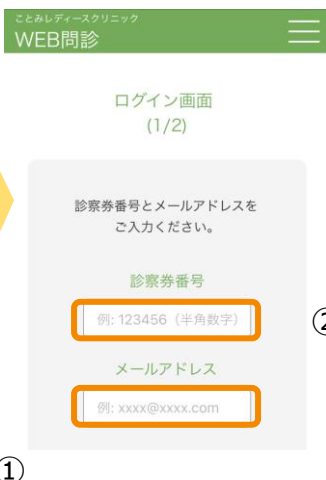 ことみレディースクリニック
WEB問診
ログイン画面
(1/2)
診察券番号とメールアドレスを
ご入力ください。
診察券番号
例: 123456（半角数字）
②
メールアドレス
例: xxxx@xxxx.com
①